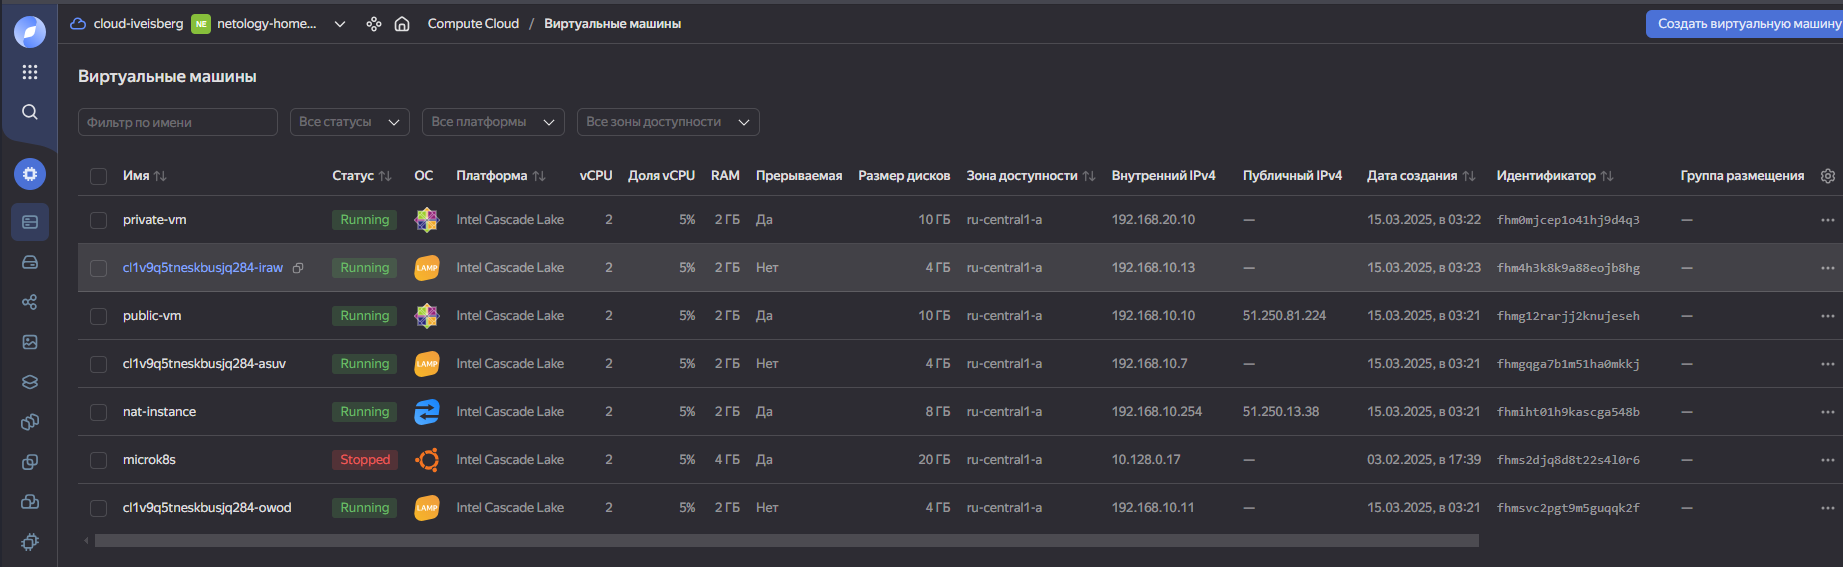 cloud-iveisberg NE netology-home... Compute Cloud / Виртуальные машины Создать виртуальную машину
Виртуальные машины
Фильтр по имени Все статусы Все платформы Все зоны доступности
Имя Статус ОС Платформа vCPU Доля vCPU RAM Прерываемая Размер дисков Зона доступности Внутренний IPv4 Публичный IPv4 Дата создания Идентификатор Группа размещения
private-vm Running Intel Cascade Lake 2 5% 2 ГБ Да 10 ГБ ru-central1-a 192.168.20.10 — 15.03.2025, в 03:22 fhm0mjcep1o41hj9d4q3 —
cl1v9q5tneskbusjq284-iraw Running LAMP Intel Cascade Lake 2 5% 2 ГБ Нет 4 ГБ ru-central1-a 192.168.10.13 — 15.03.2025, в 03:23 fhm4h3k8k9a88eojb8hg —
public-vm Running Intel Cascade Lake 2 5% 2 ГБ Да 10 ГБ ru-central1-a 192.168.10.10 51.250.81.224 15.03.2025, в 03:21 fhmg12rarjj2knujeseh —
cl1v9q5tneskbusjq284-asuv Running LAMP Intel Cascade Lake 2 5% 2 ГБ Нет 4 ГБ ru-central1-a 192.168.10.7 — 15.03.2025, в 03:21 fhmgqga7b1m51ha0mkkj —
nat-instance Running Intel Cascade Lake 2 5% 2 ГБ Да 8 ГБ ru-central1-a 192.168.10.254 51.250.13.38 15.03.2025, в 03:21 fhmiht01h9kascga548b —
microk8s Stopped Intel Cascade Lake 2 5% 4 ГБ Да 20 ГБ ru-central1-a 10.128.0.17 — 03.02.2025, в 17:39 fhms2djq8d8t22s4l0r6 —
cl1v9q5tneskbusjq284-owod Running LAMP Intel Cascade Lake 2 5% 2 ГБ Нет 4 ГБ ru-central1-a 192.168.10.11 — 15.03.2025, в 03:21 fhmsvc2pgt9m5guqqk2f —